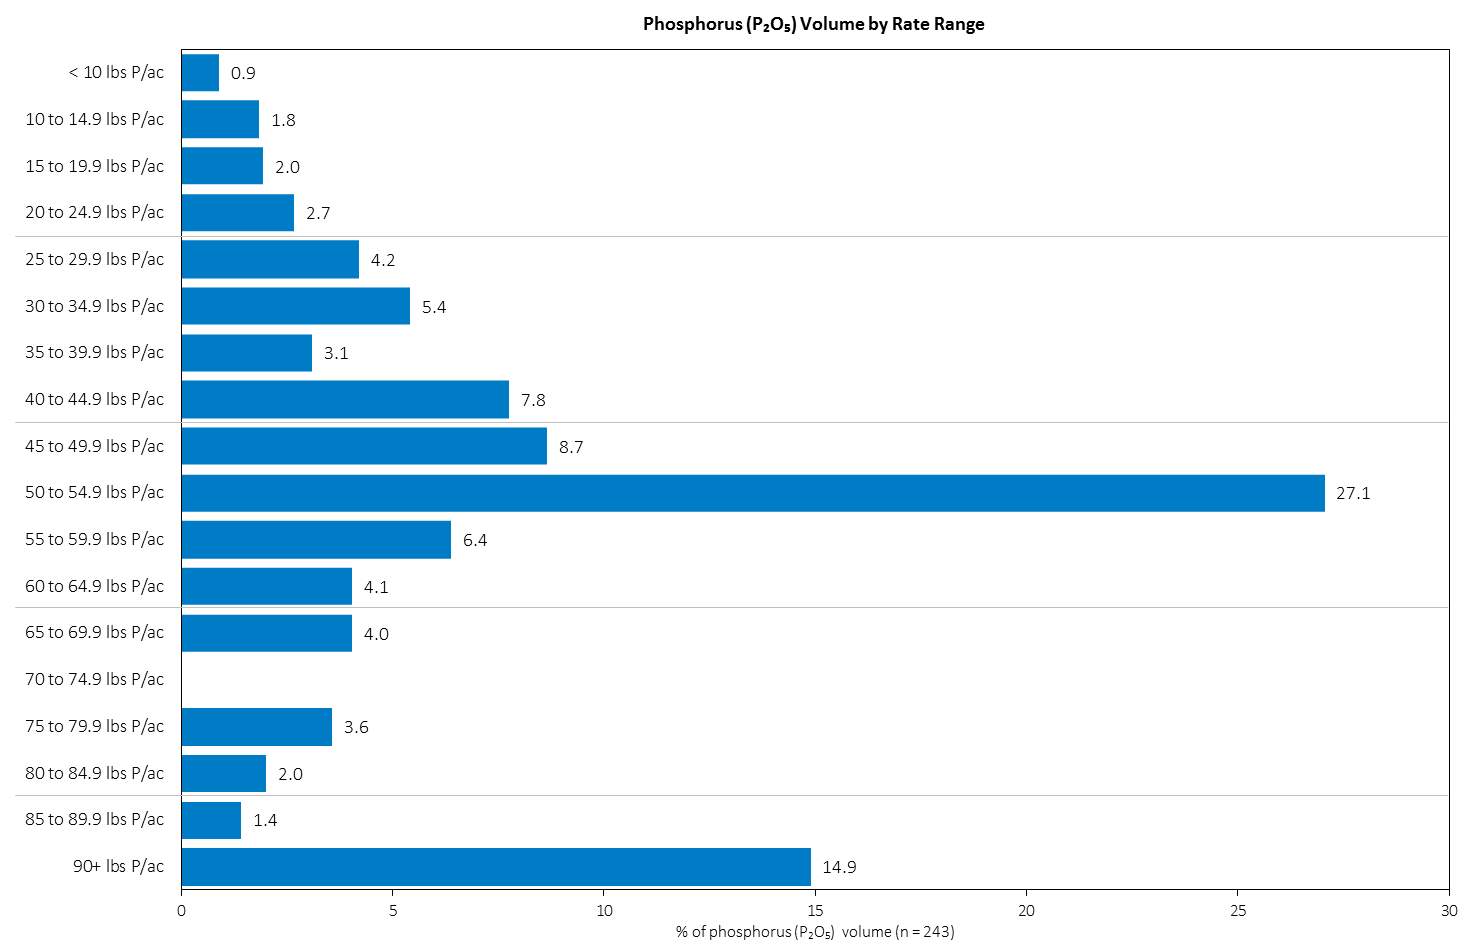 Phosphorus (P₂O₅) Volume by Rate Range
< 10 lbs P/ac 0.9
10 to 14.9 lbs P/ac 1.8
15 to 19.9 lbs P/ac 2.0
20 to 24.9 lbs P/ac 2.7
25 to 29.9 lbs P/ac 4.2
30 to 34.9 lbs P/ac 5.4
35 to 39.9 lbs P/ac 3.1
40 to 44.9 lbs P/ac 7.8
45 to 49.9 lbs P/ac 8.7
50 to 54.9 lbs P/ac 27.1
55 to 59.9 lbs P/ac 6.4
60 to 64.9 lbs P/ac 4.1
65 to 69.9 lbs P/ac 4.0
70 to 74.9 lbs P/ac
75 to 79.9 lbs P/ac 3.6
80 to 84.9 lbs P/ac 2.0
85 to 89.9 lbs P/ac 1.4
90+ lbs P/ac 14.9
0 5 10 15 20 25 30
% of phosphorus (P₂O₅) volume (n = 243)